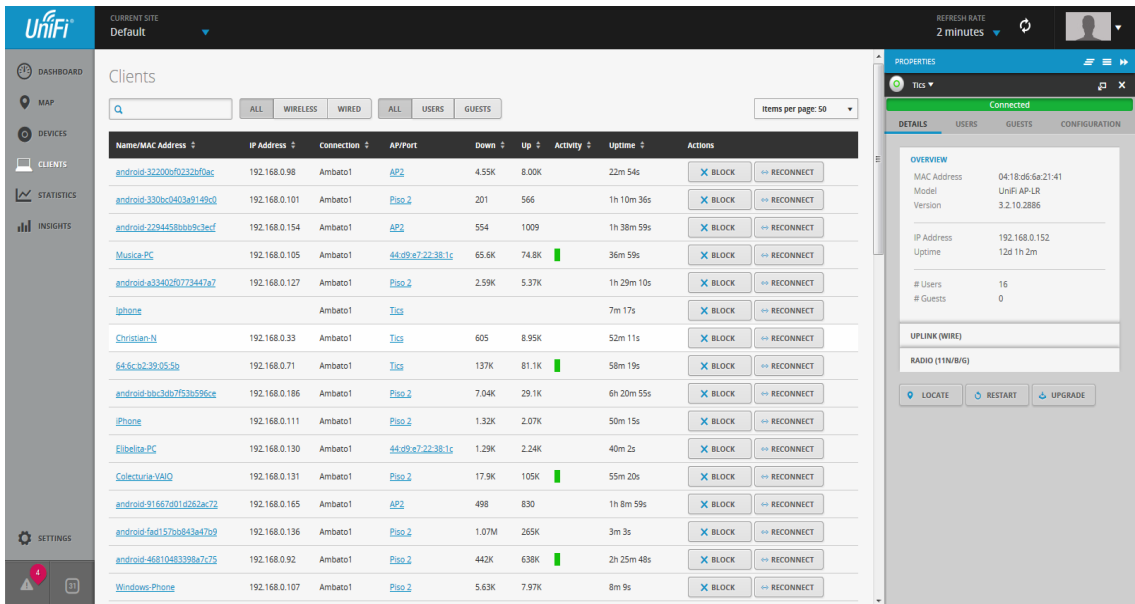 UniFi
CURRENT SITE
Default
REFRESH RATE
2 minutes
DASHBOARD
MAP
DEVICES
CLIENTS
STATISTICS
INSIGHTS
SETTINGS
4
31
Clients
ALL WIRELESS WIRED ALL USERS GUESTS Items per page: 50
Name/MAC Address IP Address Connection AP/Port Down Up Activity Uptime Actions
android-32200bf0232bf0ac 192.168.0.98 Ambato1 AP2 4.55K 8.00K 22m 54s BLOCK RECONNECT
android-330bc0403a9149c0 192.168.0.101 Ambato1 Piso 2 201 566 1h 10m 36s BLOCK RECONNECT
android-2294458bbb9c3ecf 192.168.0.154 Ambato1 AP2 554 1009 1h 38m 59s BLOCK RECONNECT
Musica-PC 192.168.0.105 Ambato1 44:d9:e7:22:38:1c 65.6K 74.8K 36m 59s BLOCK RECONNECT
android-a33402f0773447a7 192.168.0.127 Ambato1 Piso 2 2.59K 5.37K 1h 29m 10s BLOCK RECONNECT
Iphone Ambato1 Tics 7m 17s BLOCK RECONNECT
Christian-N 192.168.0.33 Ambato1 Tics 605 8.95K 52m 11s BLOCK RECONNECT
64:6c:b2:39:05:5b 192.168.0.71 Ambato1 Tics 137K 81.1K 58m 19s BLOCK RECONNECT
android-bbc3db7f53b596ce 192.168.0.186 Ambato1 Piso 2 7.04K 29.1K 6h 20m 55s BLOCK RECONNECT
iPhone 192.168.0.111 Ambato1 Piso 2 1.32K 2.07K 50m 15s BLOCK RECONNECT
Elibelita-PC 192.168.0.130 Ambato1 44:d9:e7:22:38:1c 1.29K 2.24K 40m 2s BLOCK RECONNECT
Colecturia-VAIO 192.168.0.131 Ambato1 Piso 2 17.9K 105K 55m 20s BLOCK RECONNECT
android-91667d01d262ac72 192.168.0.165 Ambato1 AP2 498 830 1h 8m 59s BLOCK RECONNECT
android-fad157bb843a47b9 192.168.0.136 Ambato1 Piso 2 1.07M 265K 3m 3s BLOCK RECONNECT
android-46810483398a7c75 192.168.0.92 Ambato1 Piso 2 442K 638K 2h 25m 48s BLOCK RECONNECT
Windows-Phone 192.168.0.107 Ambato1 Piso 2 5.63K 7.97K 8m 9s BLOCK RECONNECT
PROPERTIES
Tics
Connected
DETAILS USERS GUESTS CONFIGURATION
OVERVIEW
MAC Address 04:18:d6:6a:21:41
Model UniFi AP-LR
Version 3.2.10.2886
IP Address 192.168.0.152
Uptime 12d 1h 2m
# Users 16
# Guests 0
UPLINK (WIRE)
RADIO (11N/B/G)
LOCATE RESTART UPGRADE